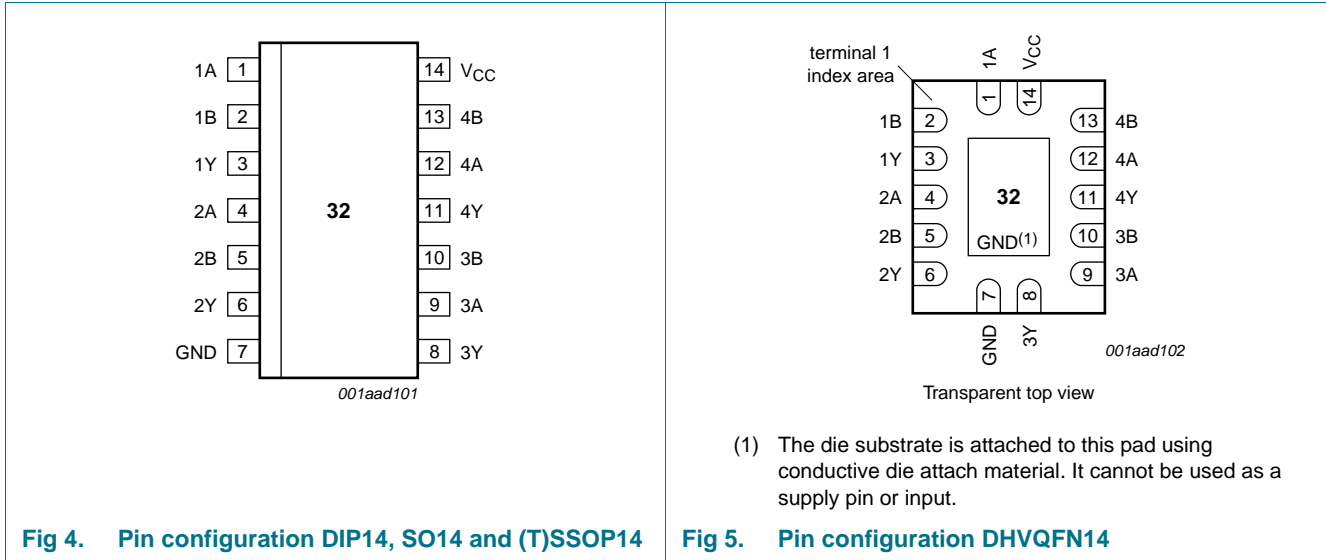 1A 1
1B 2
1Y 3
2A 4
2B 5
2Y 6
GND 7
32
14 VCC
13 4B
12 4A
11 4Y
10 3B
9 3A
8 3Y
001aad101
Fig 4. Pin configuration DIP14, SO14 and (T)SSOP14
terminal 1
index area
1A
VCC
1
14
1B 2
1Y 3
2A 4
2B 5
2Y 6
32
GND(1)
13 4B
12 4A
11 4Y
10 3B
9 3A
7
8
GND
3Y
001aad102
Transparent top view
(1) The die substrate is attached to this pad using
conductive die attach material. It cannot be used as a
supply pin or input.
Fig 5. Pin configuration DHVQFN14